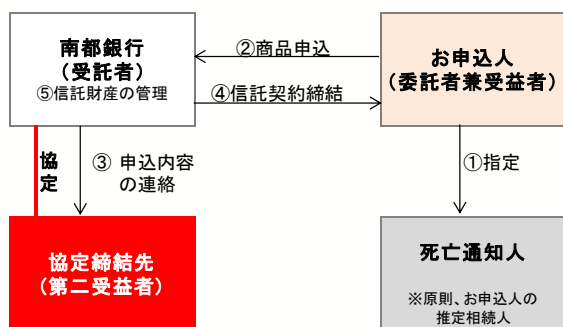 南都銀行
（受託者）
⑤信託財産の管理
②商品申込
④信託契約締結
お申込人
（委託者兼受益者）
協
定
③ 申込内容
の連絡
①指定
協定締結先
（第二受益者）
死亡通知人
※原則、お申込人の
推定相続人